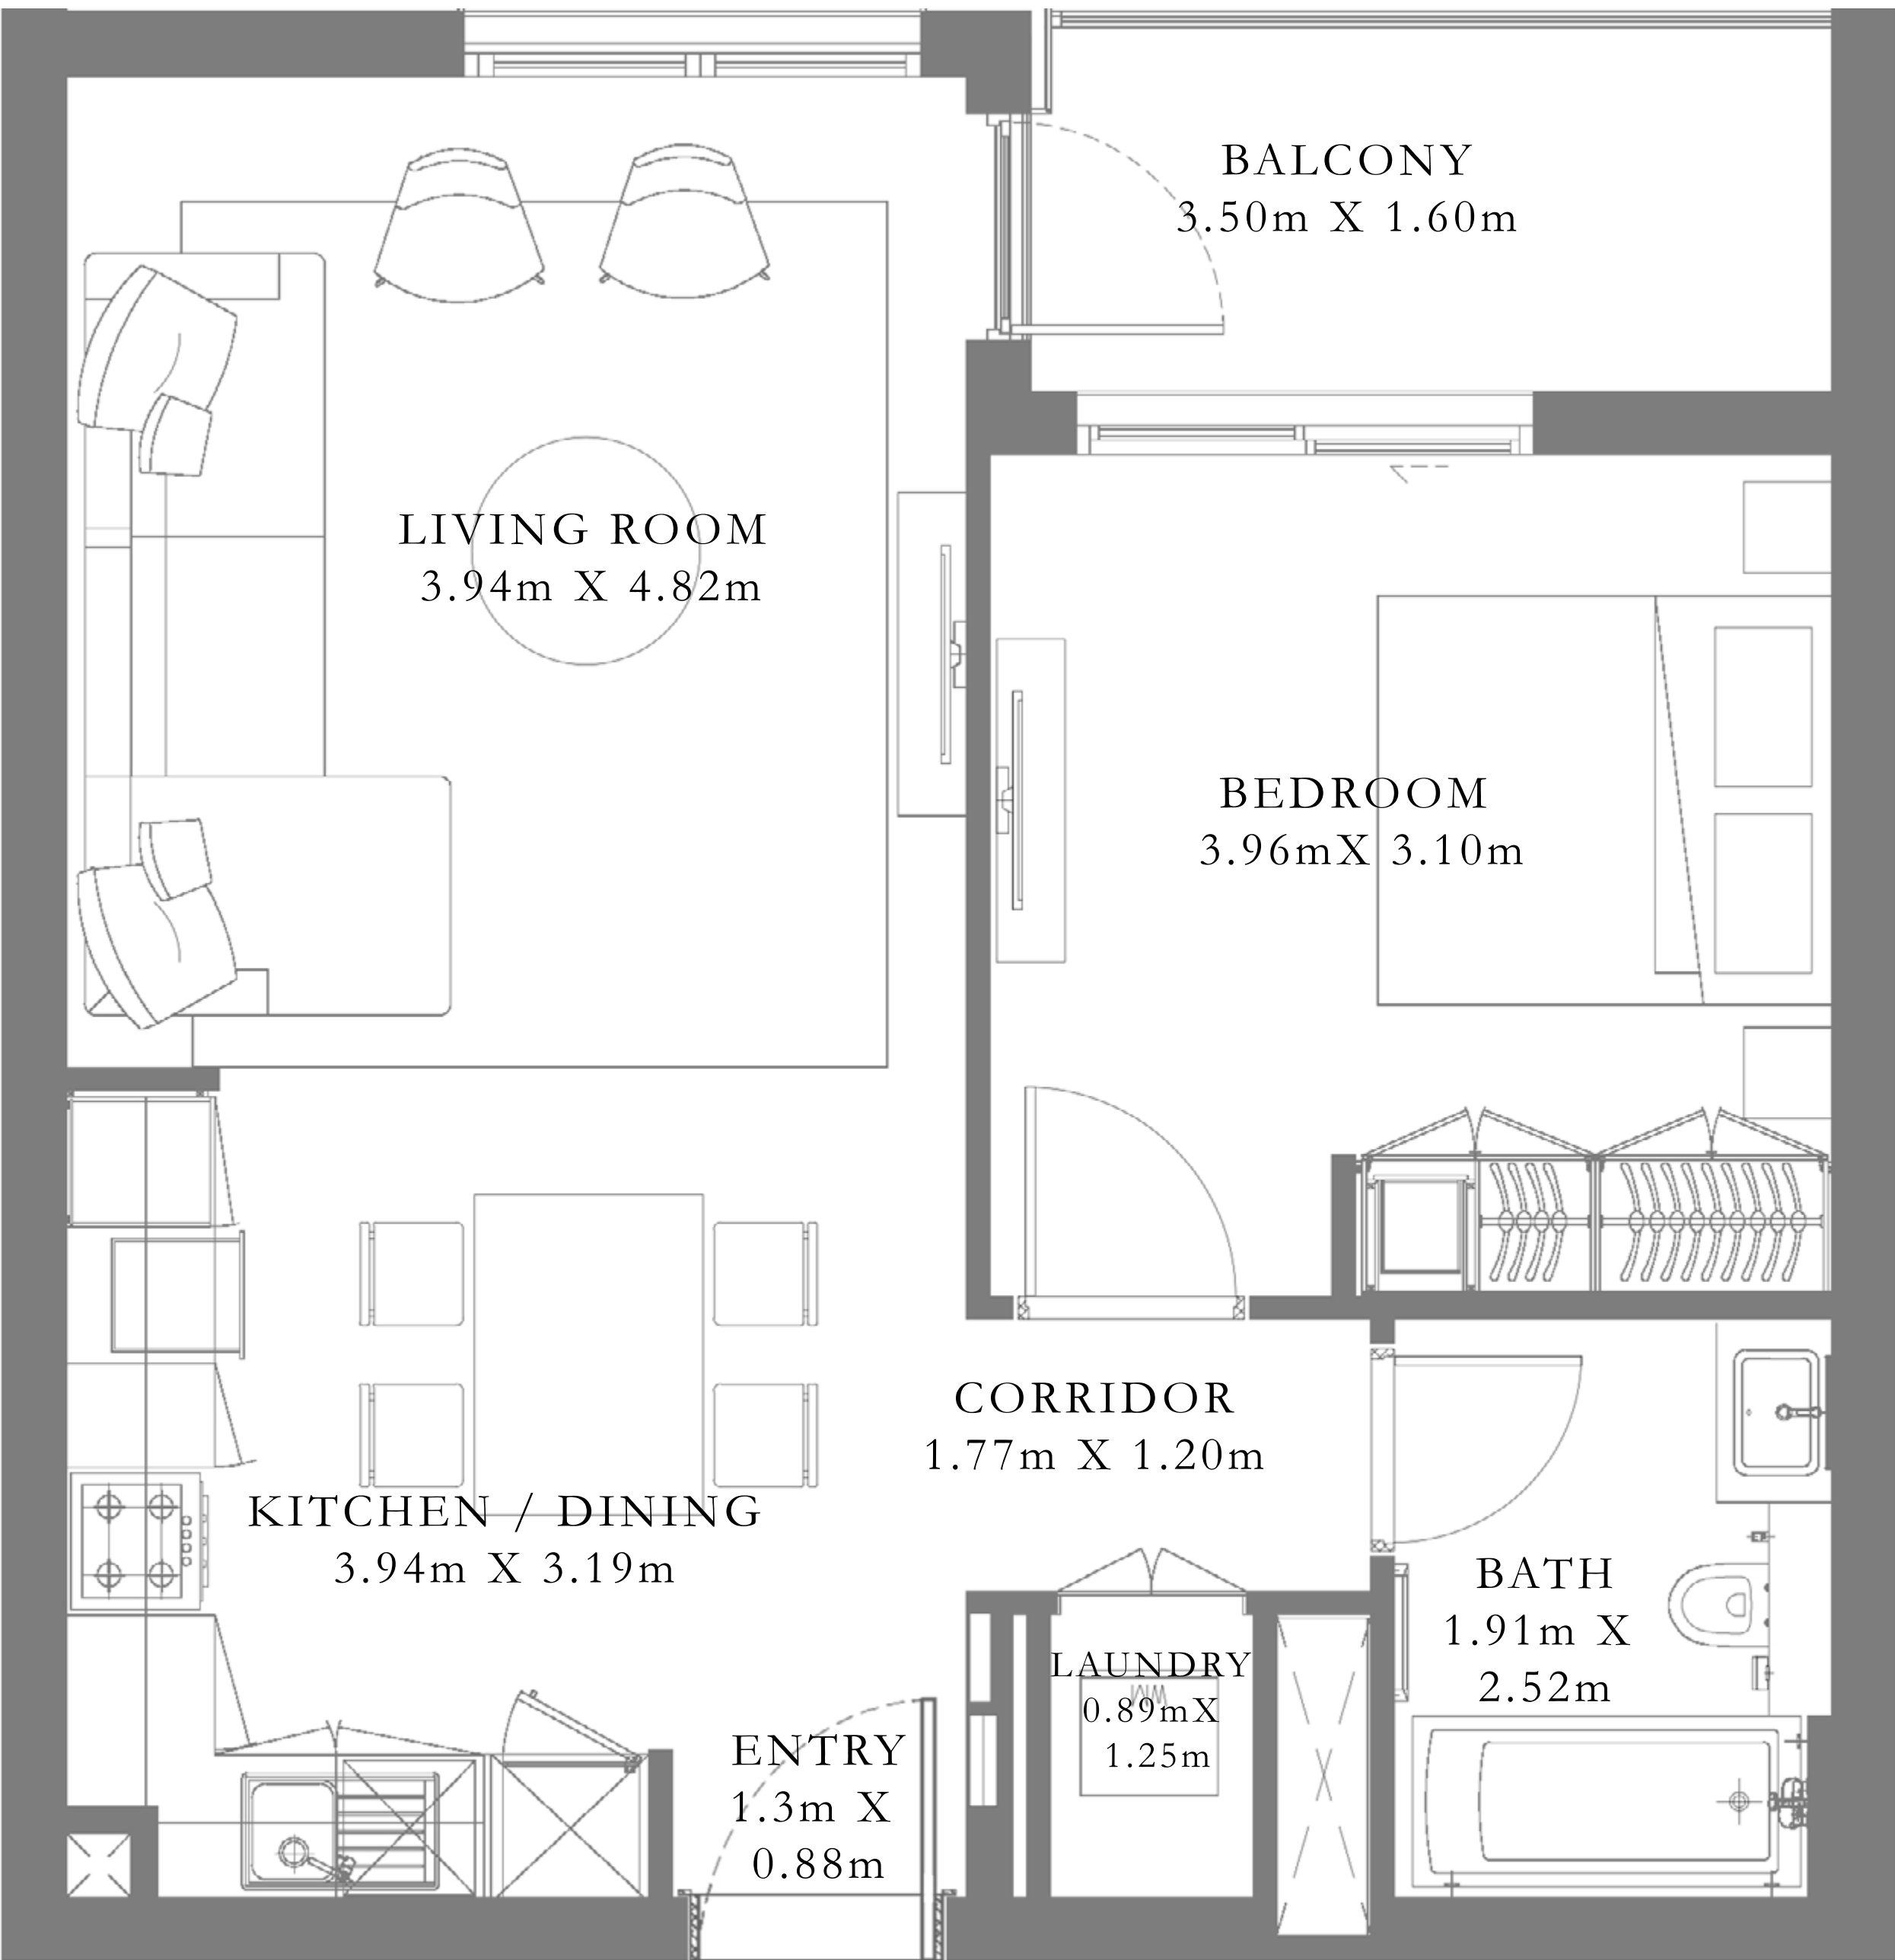 BALCONY
3.50m X 1.60m
LIVING ROOM
3.94m X 4.82m
BEDROOM
3.96mX 3.10m
CORRIDOR
1.77m X 1.20m
KITCHEN / DINING
3.94m X 3.19m
BATH
1.91m X
2.52m
LAUNDRY
WM
0.89mX
1.25m
ENTRY
1.3m X
0.88m